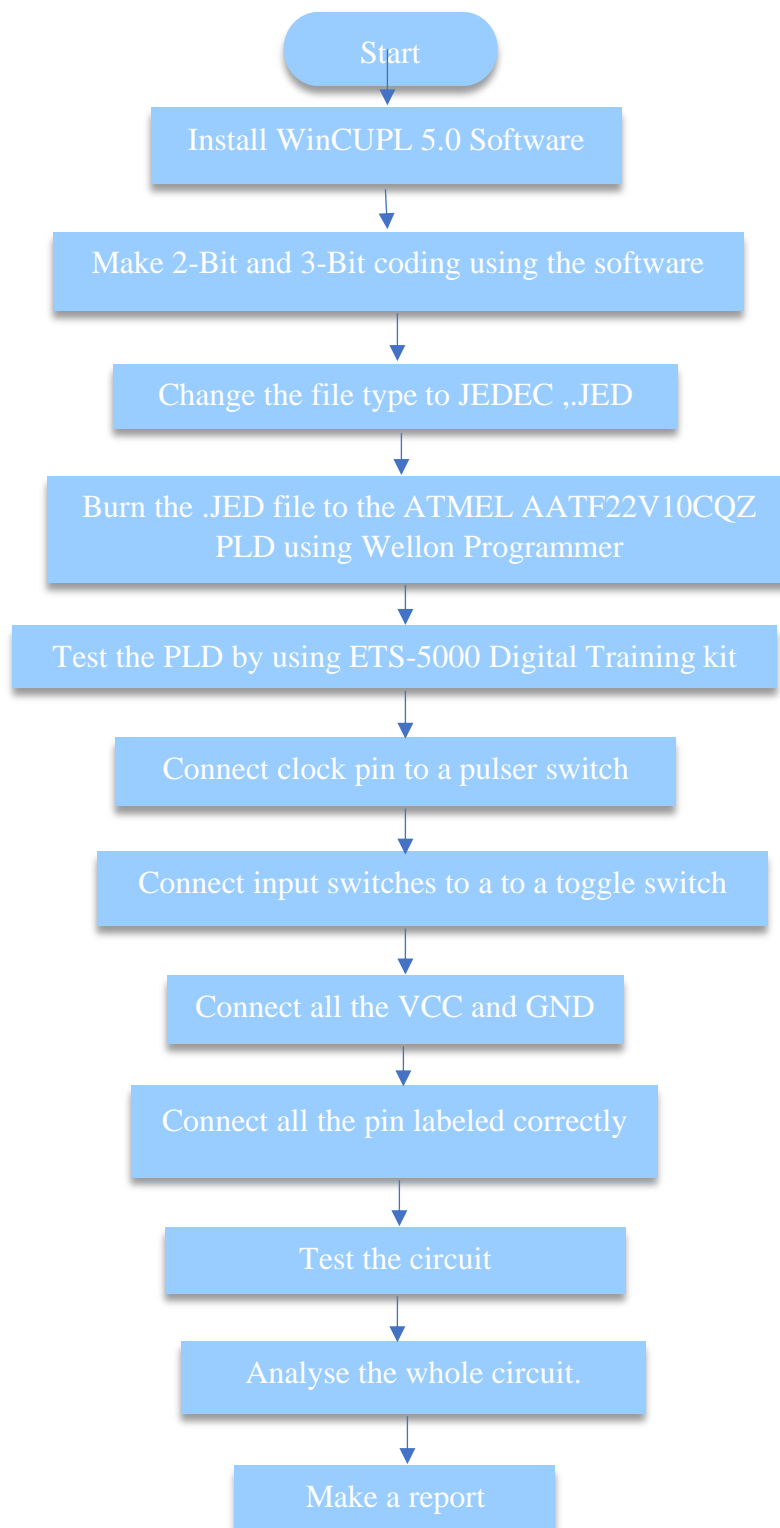 Start
Install WinCUPL 5.0 Software
Make 2-Bit and 3-Bit coding using the software
Change the file type to JEDEC ,.JED
Burn the .JED file to the ATMEL AATF22V10CQZ
PLD using Wellon Programmer
Test the PLD by using ETS-5000 Digital Training kit
Connect clock pin to a pulser switch
Connect input switches to a to a toggle switch
Connect all the VCC and GND
Connect all the pin labeled correctly
Test the circuit
Analyse the whole circuit.
Make a report